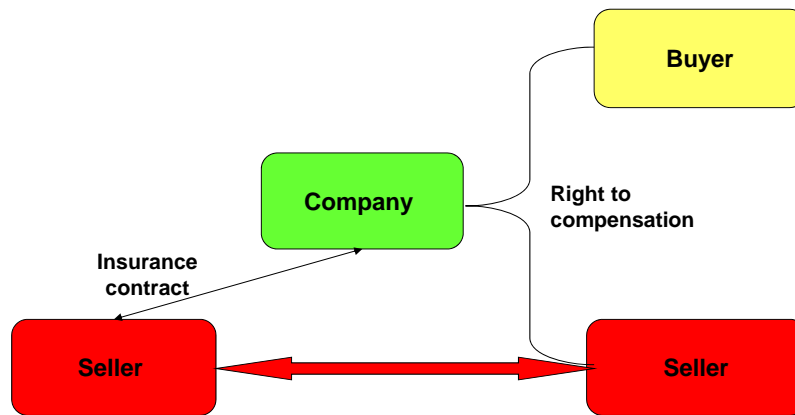 Buyer
Company
Right to
compensation
Insurance
contract
Seller
Seller